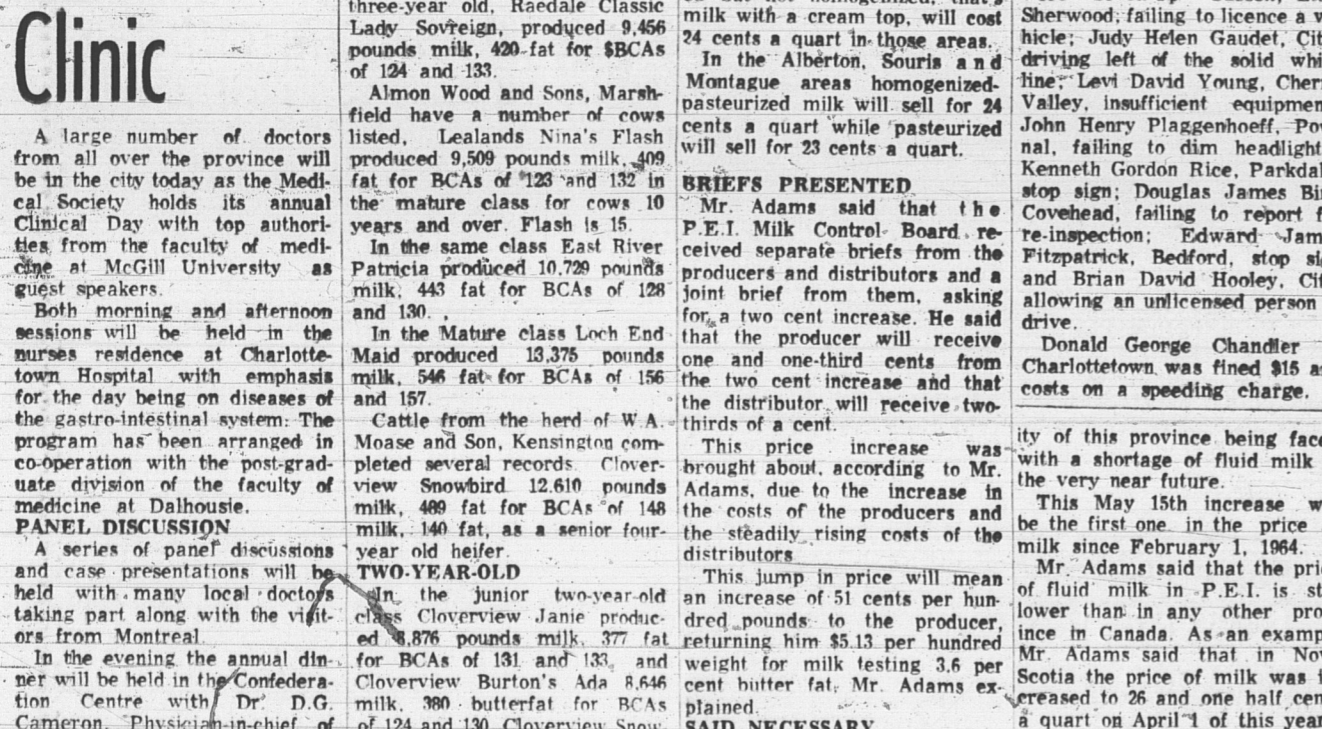 Clinic
A large number of doctors
from all over the province will
be in the city today as the Medi-
cal Society holds its annual
Clinical Day with top authori-
ties from the faculty of medi-
cine at McGill University as
guest speakers.
Both morning and afternoon
sessions will be held in the
nurses residence at Charlotte-
town Hospital with emphasis
for the day being on diseases of
the gastro-intestinal system. The
program has been arranged in
co-operation with the post-grad-
uate division of the faculty of
medicine at Dalhousie.
PANEL DISCUSSION
A series of panel discussions
and case presentations will be
held with many local doctors
taking part along with the visit-
ors from Montreal.
In the evening the annual din-
ner will be held in the Confedera-
tion Centre with Dr. D.G.
Cameron, Physician-in-chief of
three-year old, Raedale Classic
Lady Sovreign, produced 9,456
pounds milk, 420 fat for $BCAs
of 124 and 133.
Almon Wood and Sons, Marsh-
field have a number of cows
listed, Lealands Nina's Flash
produced 9,509 pounds milk, 409
fat for BCAs of 123 and 132 in
the mature class for cows 10
years and over. Flash is 15.
In the same class East River
Patricia produced 10,729 pounds
milk, 443 fat for BCAs of 128
and 130.
In the Mature class Loch End
Maid produced 13,375 pounds
milk, 546 fat for BCAs of 156
and 157.
Cattle from the herd of W.A.
Moase and Son, Kensington com-
pleted several records. Clover-
view Snowbird 12,610 pounds
milk, 489 fat for BCAs of 148
milk, 140 fat, as a senior four-
year old heifer.
TWO-YEAR-OLD
In the junior two-year-old
class Cloverview Janie produc-
ed 8,876 pounds milk, 377 fat
for BCAs of 131 and 133, and
Cloverview Burton's Ada 8,646
milk, 380 butterfat for BCAs
of 124 and 130. Cloverview Snow-
milk with a cream top, will cost
24 cents a quart in those areas.
In the Alberton, Souris and
Montague areas homogenized-
pasteurized milk will sell for 24
cents a quart while pasteurized
will sell for 23 cents a quart.
BRIEFS PRESENTED
Mr. Adams said that the
P.E.I. Milk Control Board re-
ceived separate briefs from the
producers and distributors and a
joint brief from them, asking
for a two cent increase. He said
that the producer will receive
one and one-third cents from
the two cent increase and that
the distributor will receive two-
thirds of a cent.
This price increase was
brought about, according to Mr.
Adams, due to the increase in
the costs of the producers and
the steadily rising costs of the
distributors
This jump in price will mean
an increase of 51 cents per hun-
dred pounds to the producer,
returning him $5.13 per hundred
weight for milk testing 3.6 per
cent butter fat, Mr. Adams ex-
plained.
SAID NECESSARY
Sherwood, failing to licence a v
hicle; Judy Helen Gaudet, Cit
driving left of the solid whi
line; Levi David Young, Cher
Valley, insufficient equipmen
John Henry Plaggenhoeff, Pow
nal, failing to dim headlight
Kenneth Gordon Rice, Parkdal
stop sign; Douglas James Bi
Covehead, failing to report f
re-inspection; Edward Jam
Fitzpatrick, Bedford, stop si
and Brian David Hooley, Cit
allowing an unlicensed person
drive.
Donald George Chandler
Charlottetown was fined $15 a
costs on a speeding charge.
ity of this province being face
with a shortage of fluid milk
the very near future.
This May 15th increase w
be the first one in the price
milk since February 1, 1964.
Mr. Adams said that the pri
of fluid milk in P.E.I. is st
lower than in any other prov
ince in Canada. As an examp
Mr. Adams said that in Nov
Scotia the price of milk was i
creased to 26 and one half cen
a quart on April 1 of this year